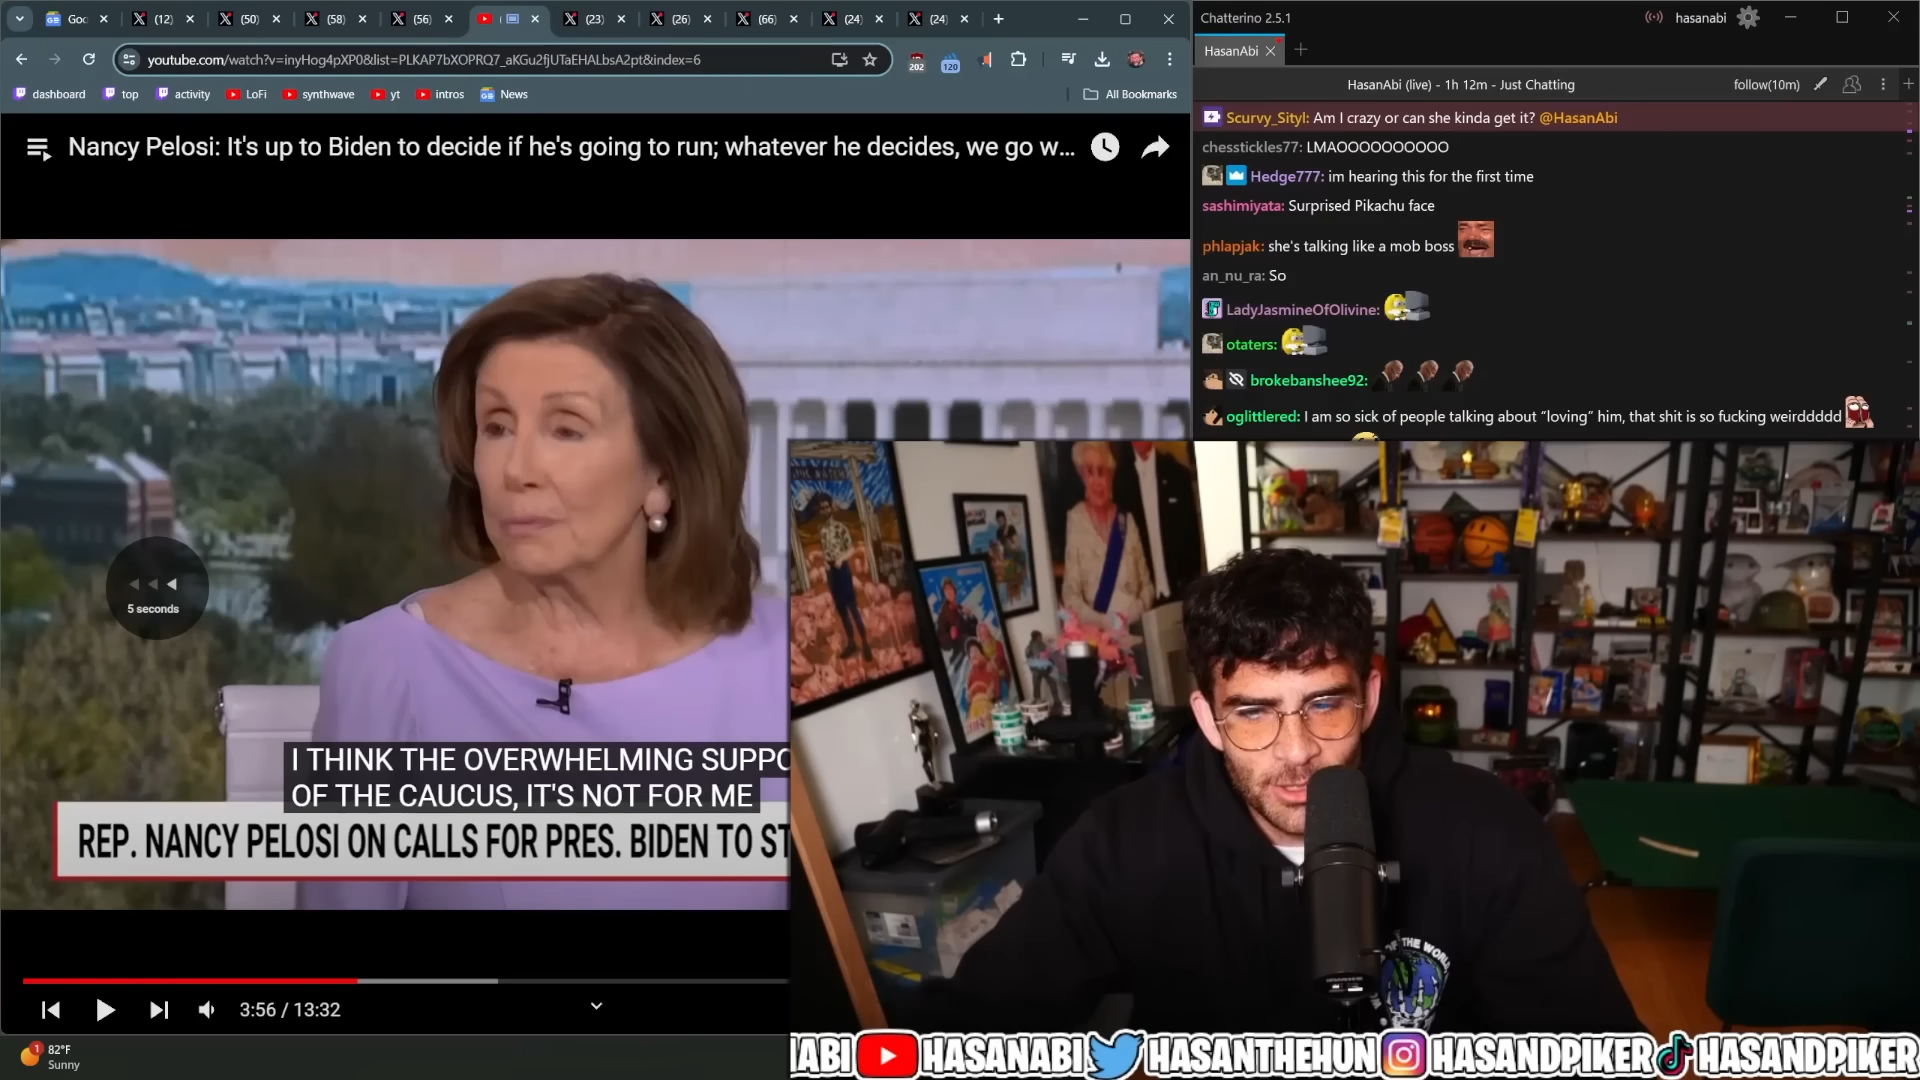 Goo
(12)
(50)
(58)
(56)
(23)
(26)
(66)
(24)
(24)
youtube.com/watch?v=inyHog4pXP0&list=PLKAP7bXOPRQ7_aKGu2fjUTaEHALbsA2pt&index=6
202
120
dashboard
top
activity
LoFi
synthwave
yt
intros
News
All Bookmarks
Nancy Pelosi: It's up to Biden to decide if he's going to run; whatever he decides, we go w...
5 seconds
I THINK THE OVERWHELMING SUPPO
OF THE CAUCUS, IT'S NOT FOR ME
REP. NANCY PELOSI ON CALLS FOR PRES. BIDEN TO ST
3:56 / 13:32
1
82°F
Sunny
Chatterino 2.5.1
hasanabi
HasanAbi
HasanAbi (live) - 1h 12m - Just Chatting
follow(10m)
Scurvy_Sityl: Am I crazy or can she kinda get it? @HasanAbi
chesstickles77: LMAOOOOOOOOOO
Hedge777: im hearing this for the first time
sashimiyata: Surprised Pikachu face
phlapjak: she's talking like a mob boss
an_nu_ra: So
LadyJasmineOfOlivine:
otaters:
brokebanshee92:
oglittlered: I am so sick of people talking about “loving” him, that shit is so fucking weirddddd
OF THE WORL
ABI HASANABI HASANTHEHUN HASANDPIKER HASANDPIKER